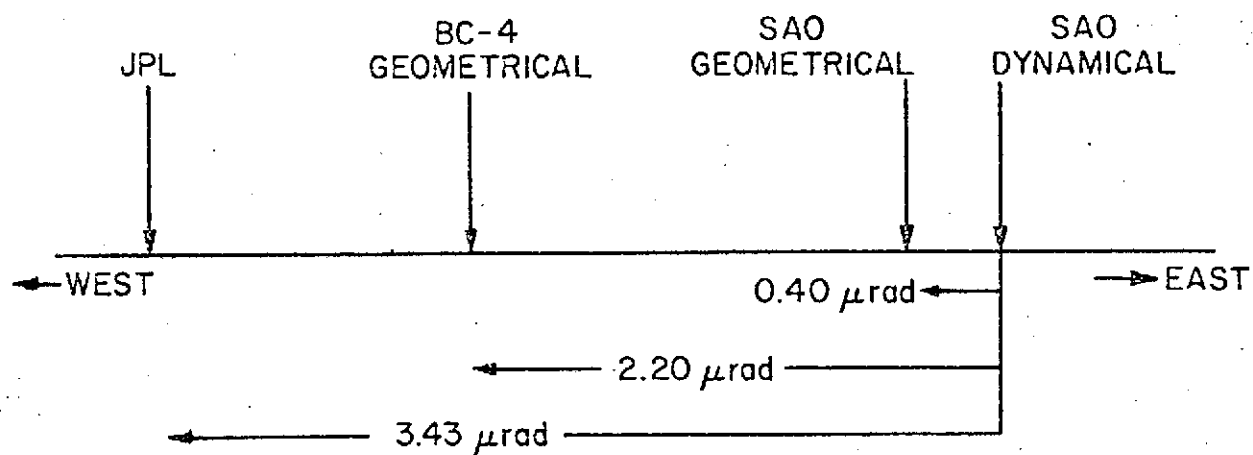 JPL
BC-4
GEOMETRICAL
SAO
GEOMETRICAL
SAO
DYNAMICAL
WEST
EAST
0.40 μrad
2.20 μrad
3.43 μrad